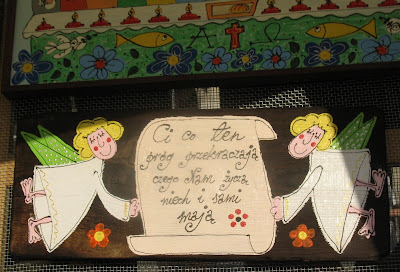 Ci co ten
próg przekraczają
czego Nam życzą
niech i sami
mają